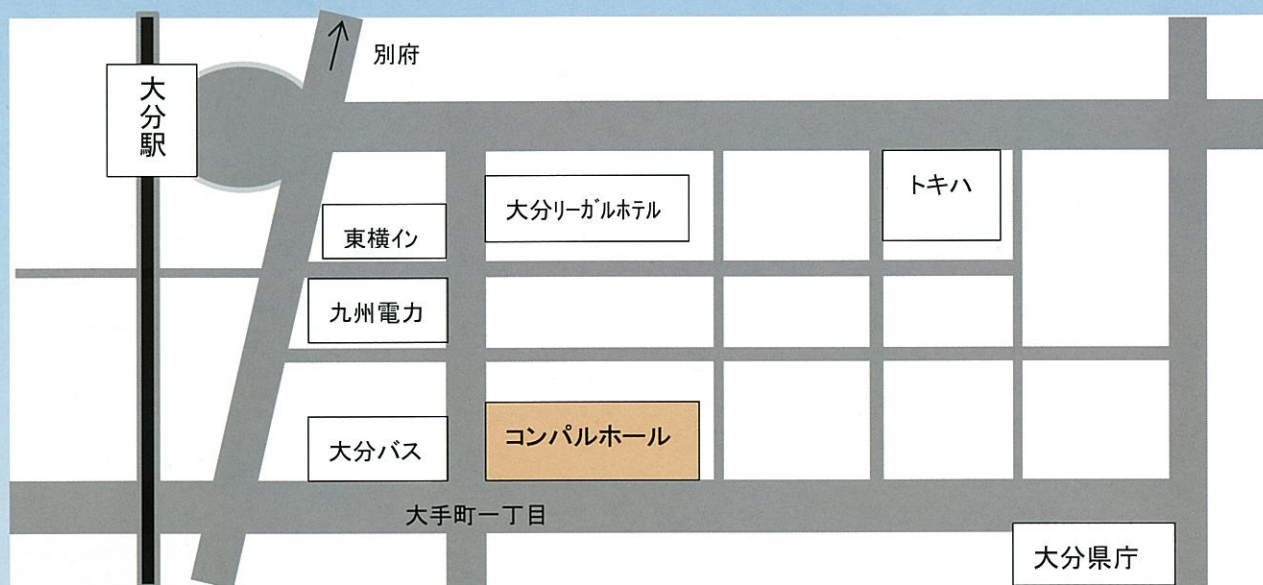 別府
大分駅
トキハ
大分リーガルホテル
東横イン
九州電力
コンパルホール
大分バス
大手町一丁目
大分県庁